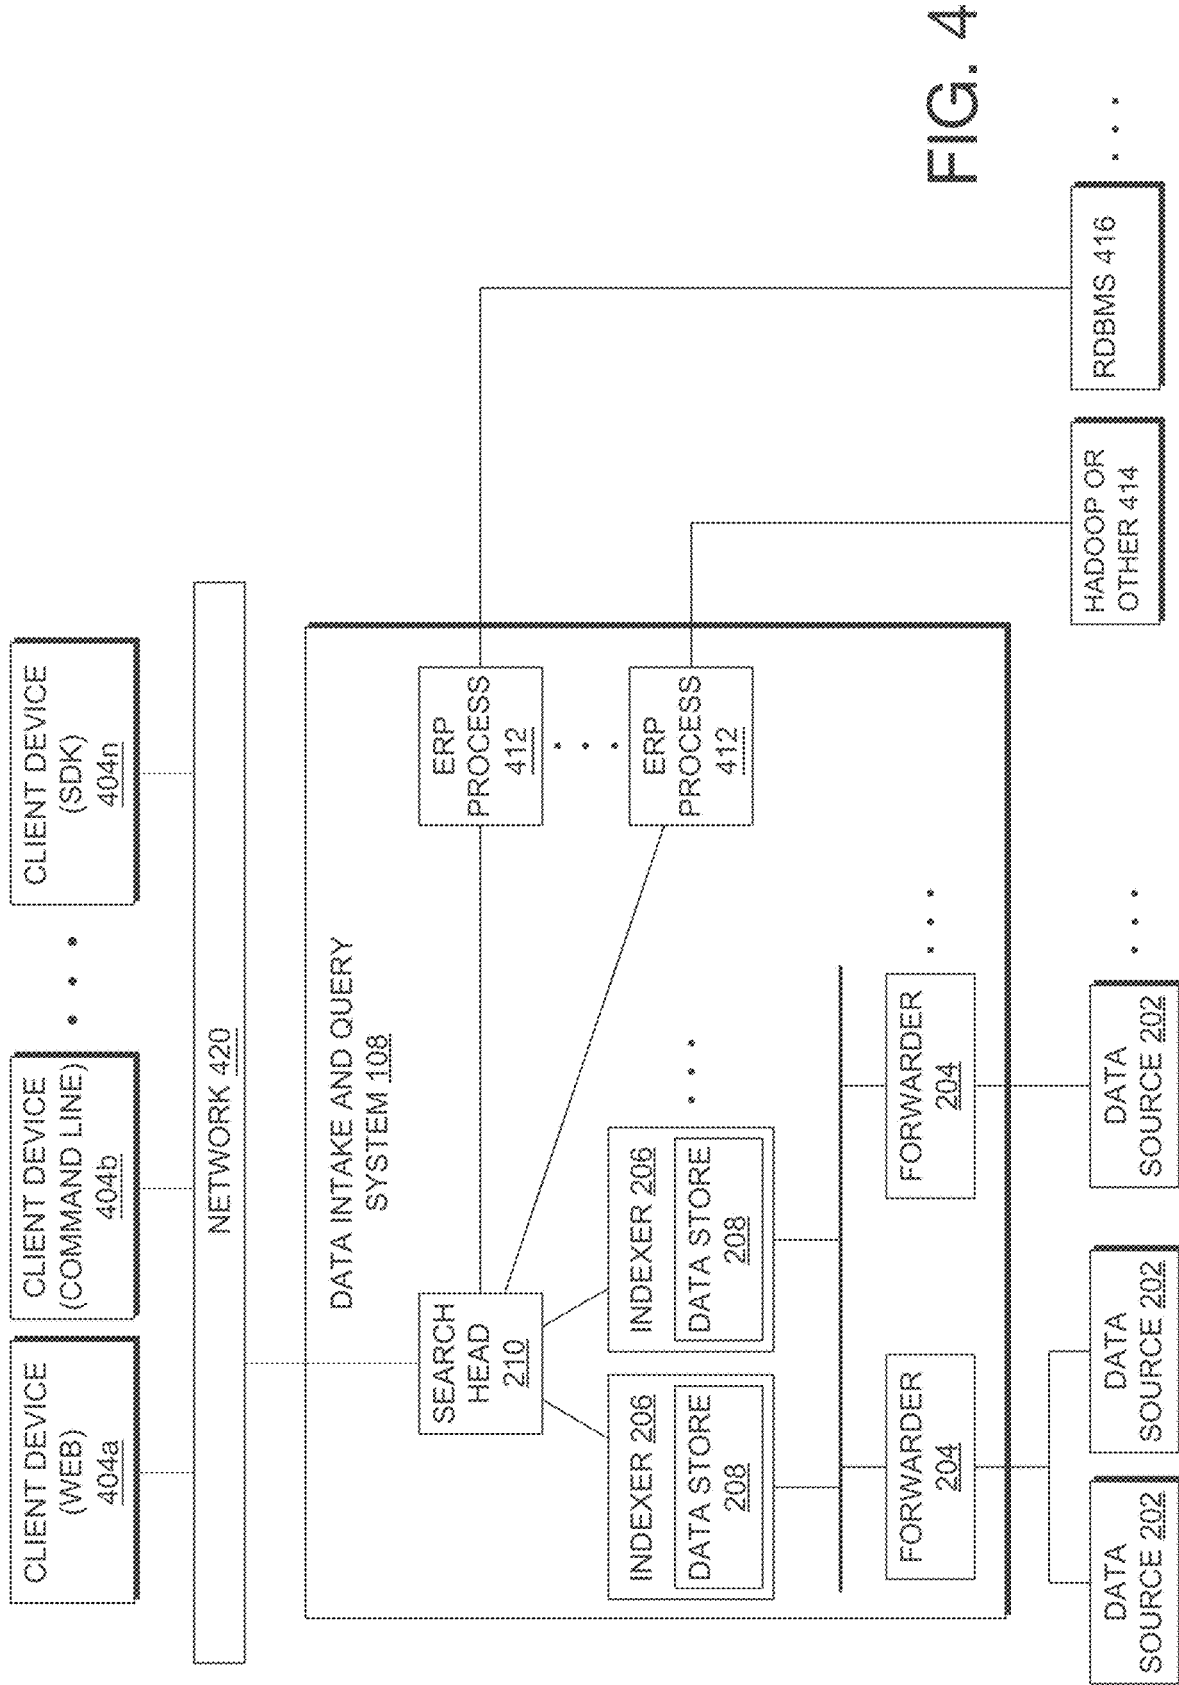 CLIENT DEVICE
(WEB)
404a
CLIENT DEVICE
(COMMAND LINE)
404b
CLIENT DEVICE
(SDK)
404n
NETWORK 420
DATA INTAKE AND QUERY
SYSTEM 108
SEARCH
HEAD
210
ERP
PROCESS
412
ERP
PROCESS
412
INDEXER 206
DATA STORE
208
INDEXER 206
DATA STORE
208
FORWARDER
204
FORWARDER
204
DATA
SOURCE 202
DATA
SOURCE 202
DATA
SOURCE 202
HADOOP OR
OTHER 414
RDBMS 416
FIG. 4